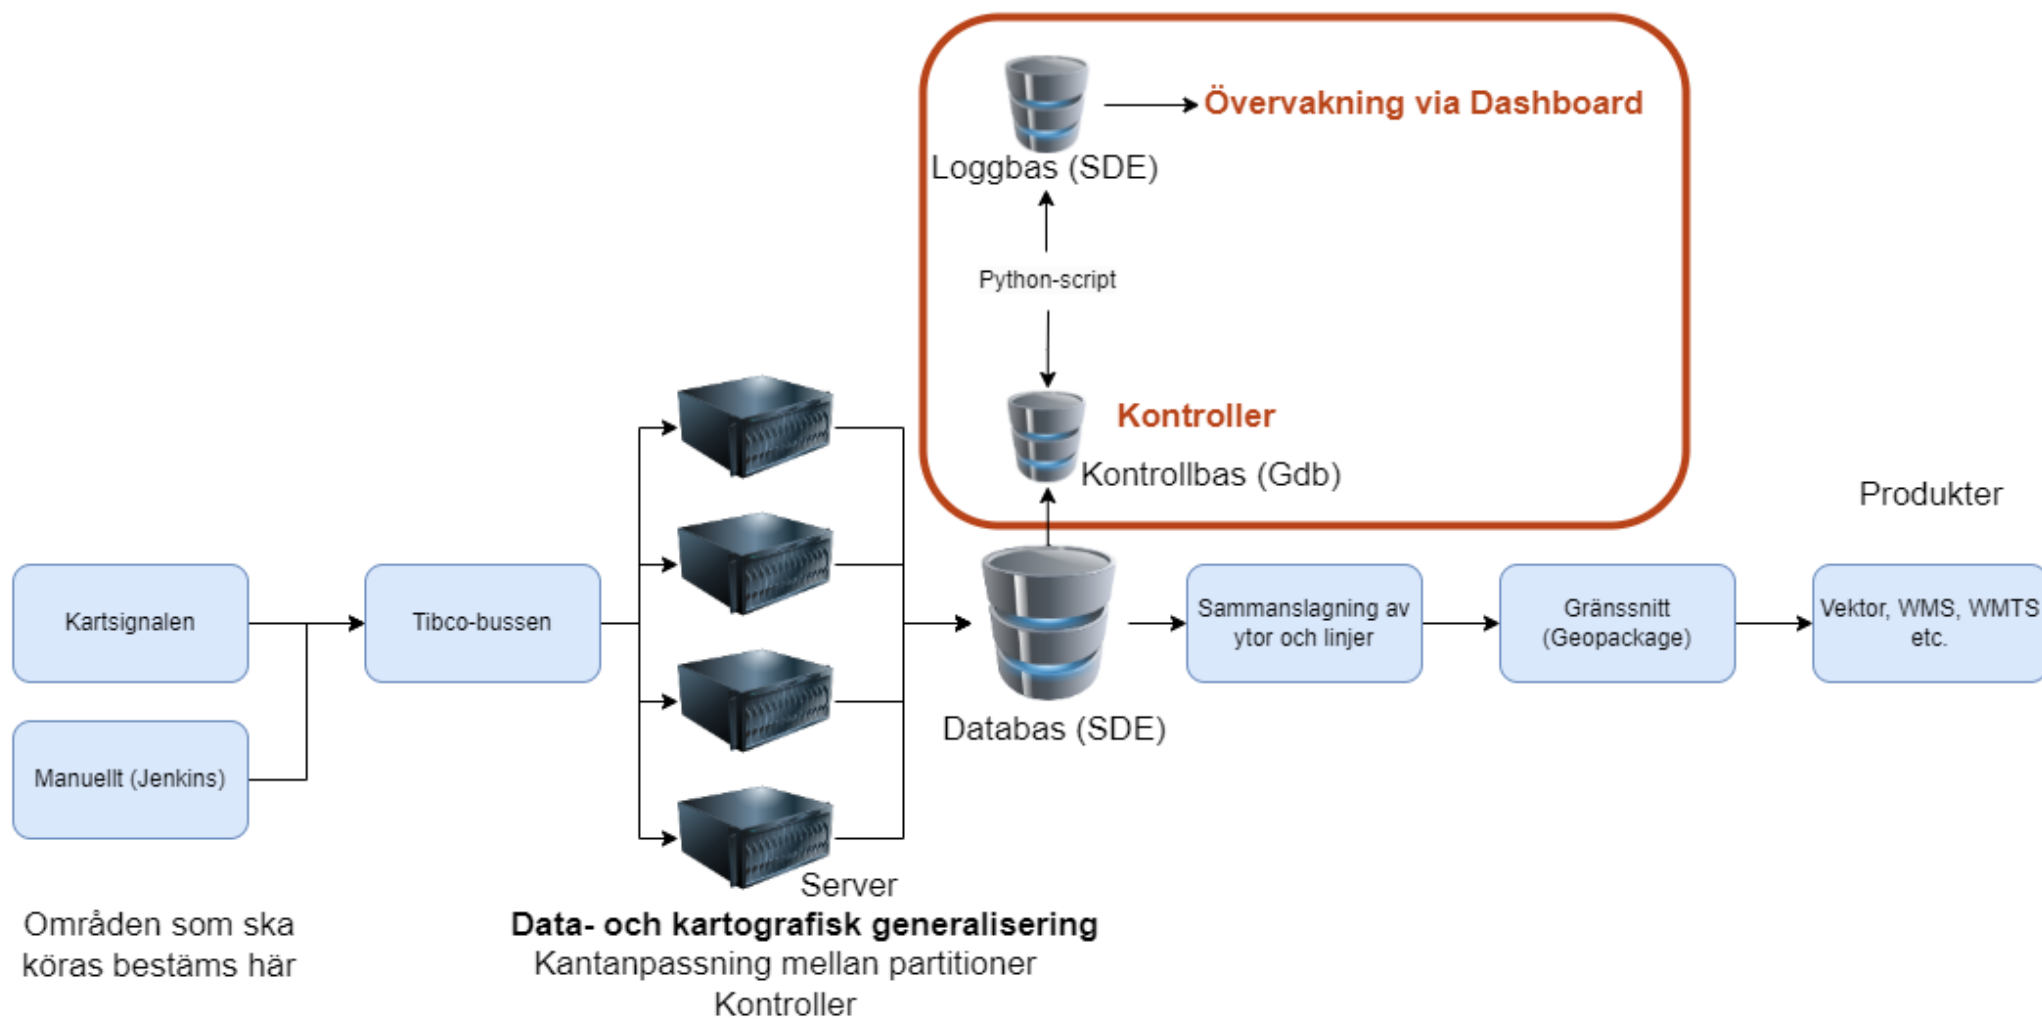 Övervakning via Dashboard
Loggbas (SDE)
Python-script
Kontroller
Kontrollbas (Gdb)
Produkter
Kartsignalen
Tibco-bussen
Sammanslagning av
ytor och linjer
Gränssnitt
(Geopackage)
Vektor, WMS, WMTS
etc.
Databas (SDE)
Manuellt (Jenkins)
Server
Områden som ska
köras bestäms här
Data- och kartografisk generalisering
Kantanpassning mellan partitioner
Kontroller